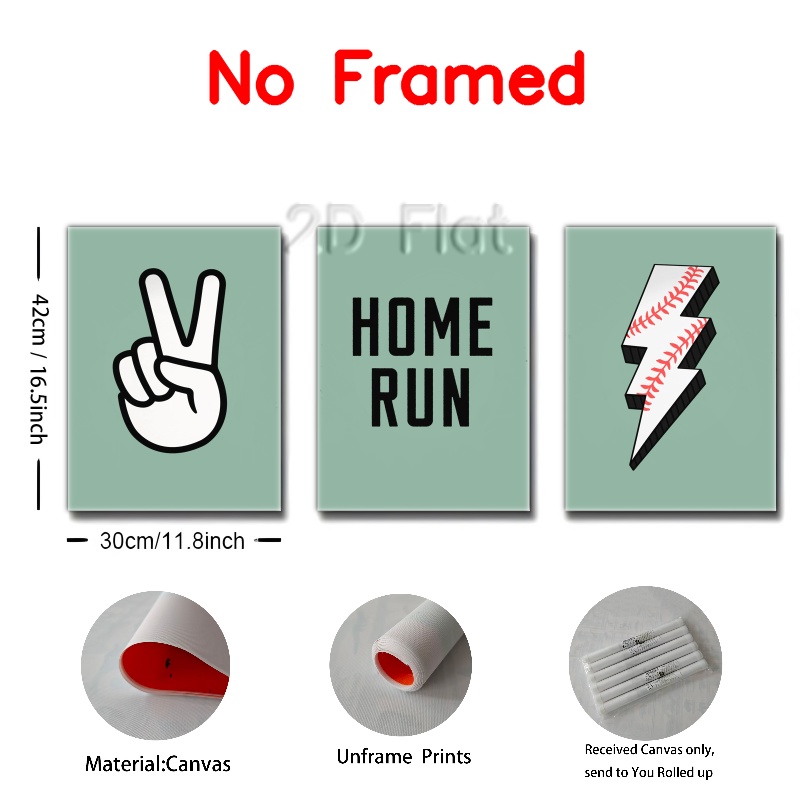 No Framed
2D Flat
42cm / 16.5inch
HOME
RUN
30cm/11.8inch
Material:Canvas
Unframe Prints
Received Canvas only,
send to You Rolled up